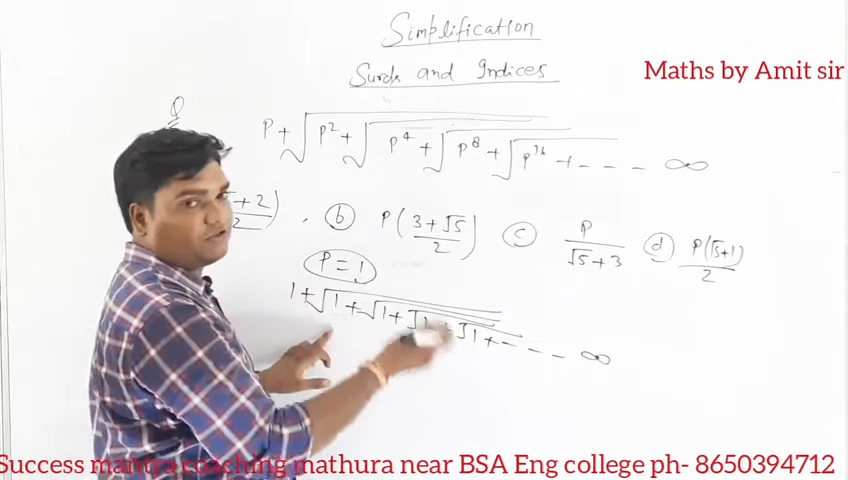 Simplification
Surds and Indices
Maths by Amit sir
Q
P + √P² + √P⁴ + √P⁸ + √P¹⁶ + - - - - ∞
+ 2 / 2) , (b) P(3+√5 / 2) (c) P / √5+3 (d) P(√5+1) / 2
P = 1
1 + √1 + √1 + √1 + √1 + - - - ∞
Success mantra coaching mathura near BSA Eng college ph- 8650394712